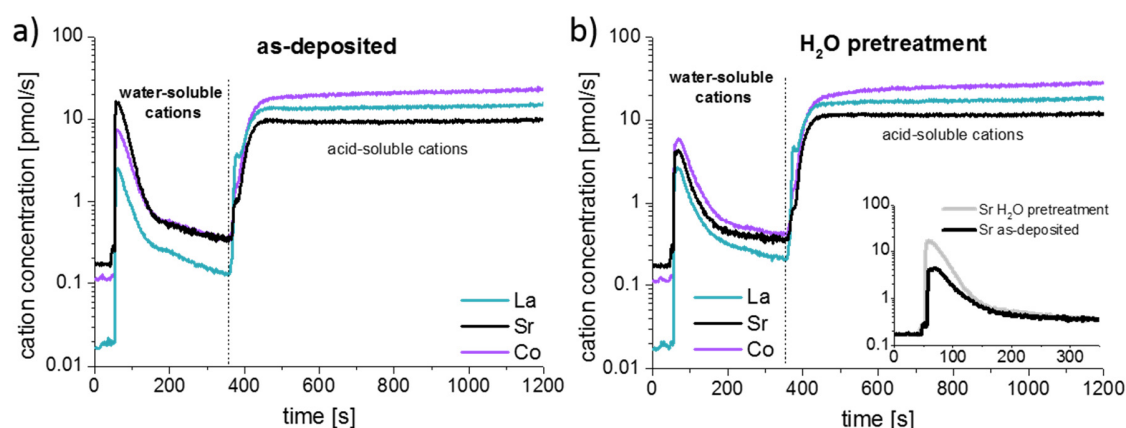 a)
as-deposited
cation concentration [pmol/s]
100
10
1
0.1
0.01
water-soluble
cations
acid-soluble cations
La
Sr
Co
0 200 400 600 800 1000 1200
time [s]
b)
H₂O pretreatment
cation concentration [pmol/s]
100
10
1
0.1
0.01
water-soluble
cations
acid-soluble cations
La
Sr
Co
100
10
1
0.1
Sr H₂O pretreatment
Sr as-deposited
0 100 200 300
0 200 400 600 800 1000 1200
time [s]